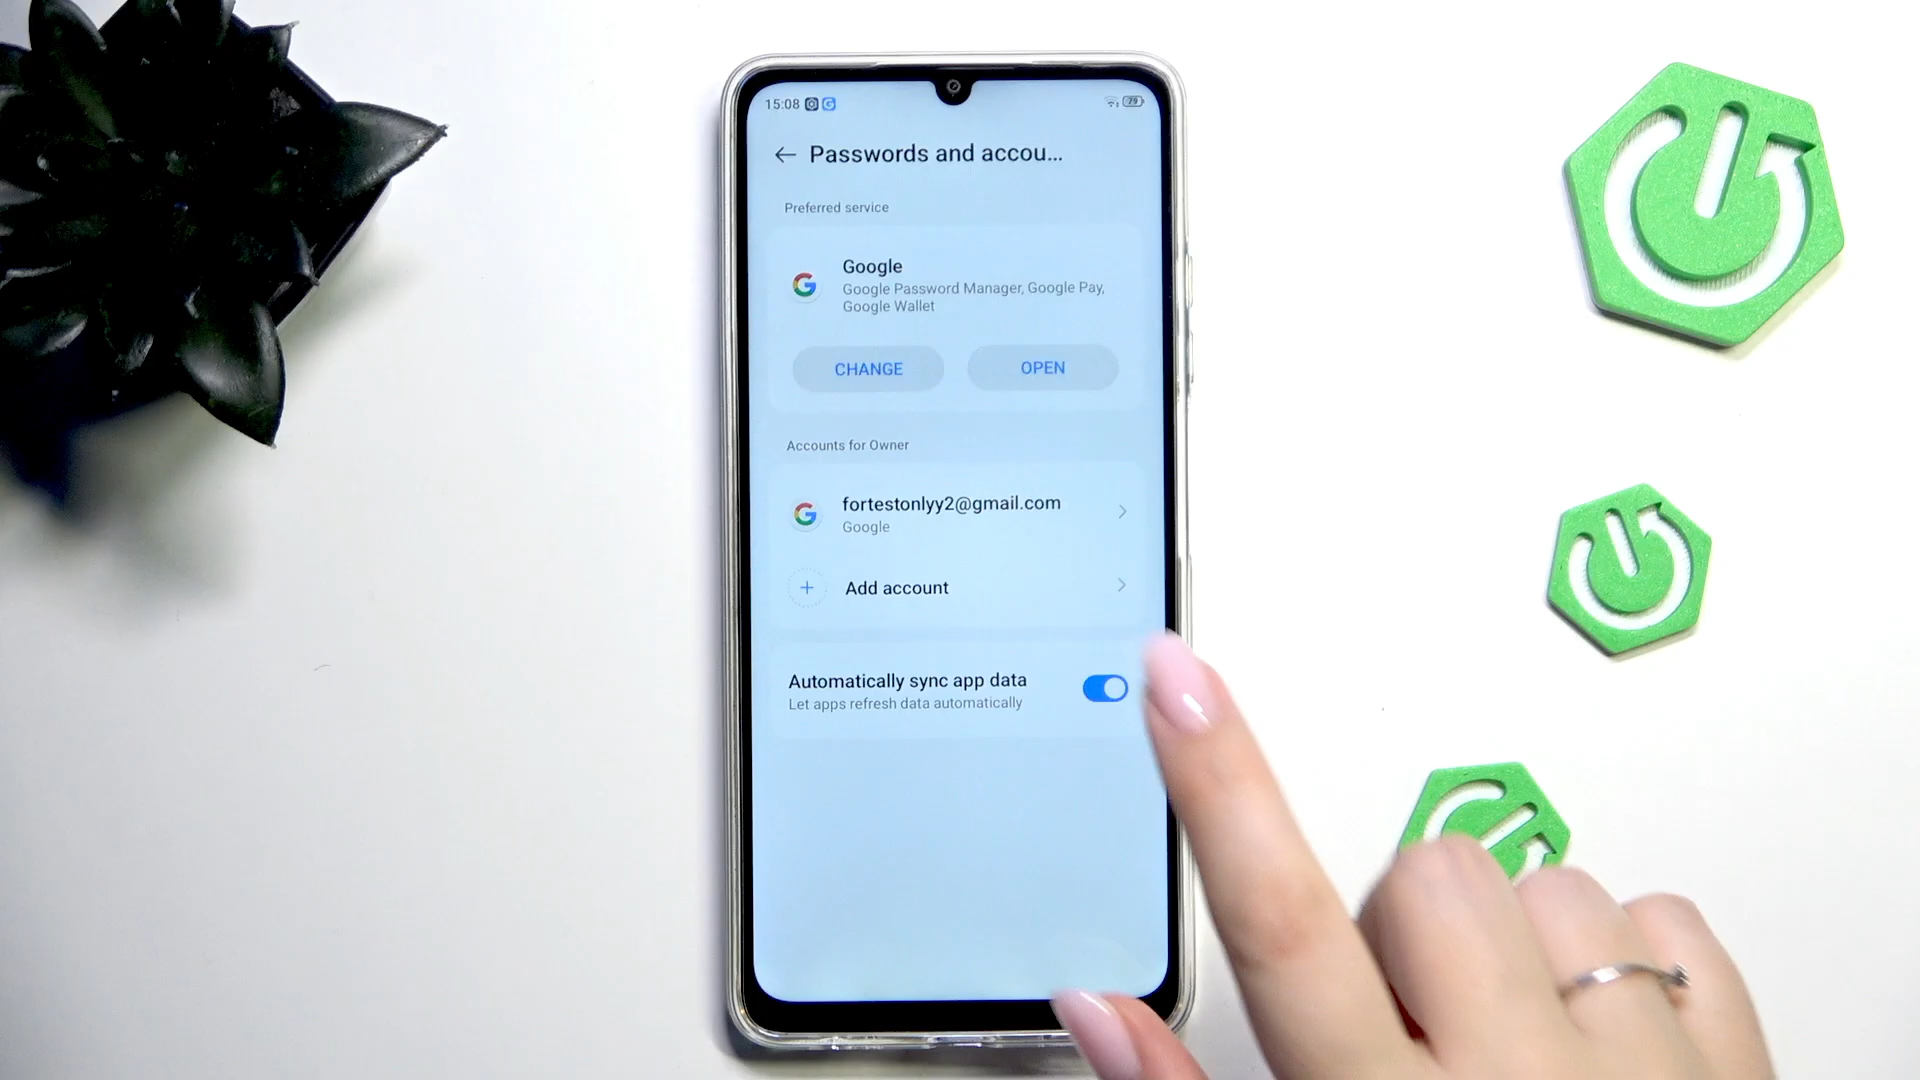 15:08
79
Passwords and accou...
Preferred service
Google
Google Password Manager, Google Pay,
Google Wallet
CHANGE
OPEN
Accounts for Owner
fortestonlyy2@gmail.com
Google
Add account
Automatically sync app data
Let apps refresh data automatically